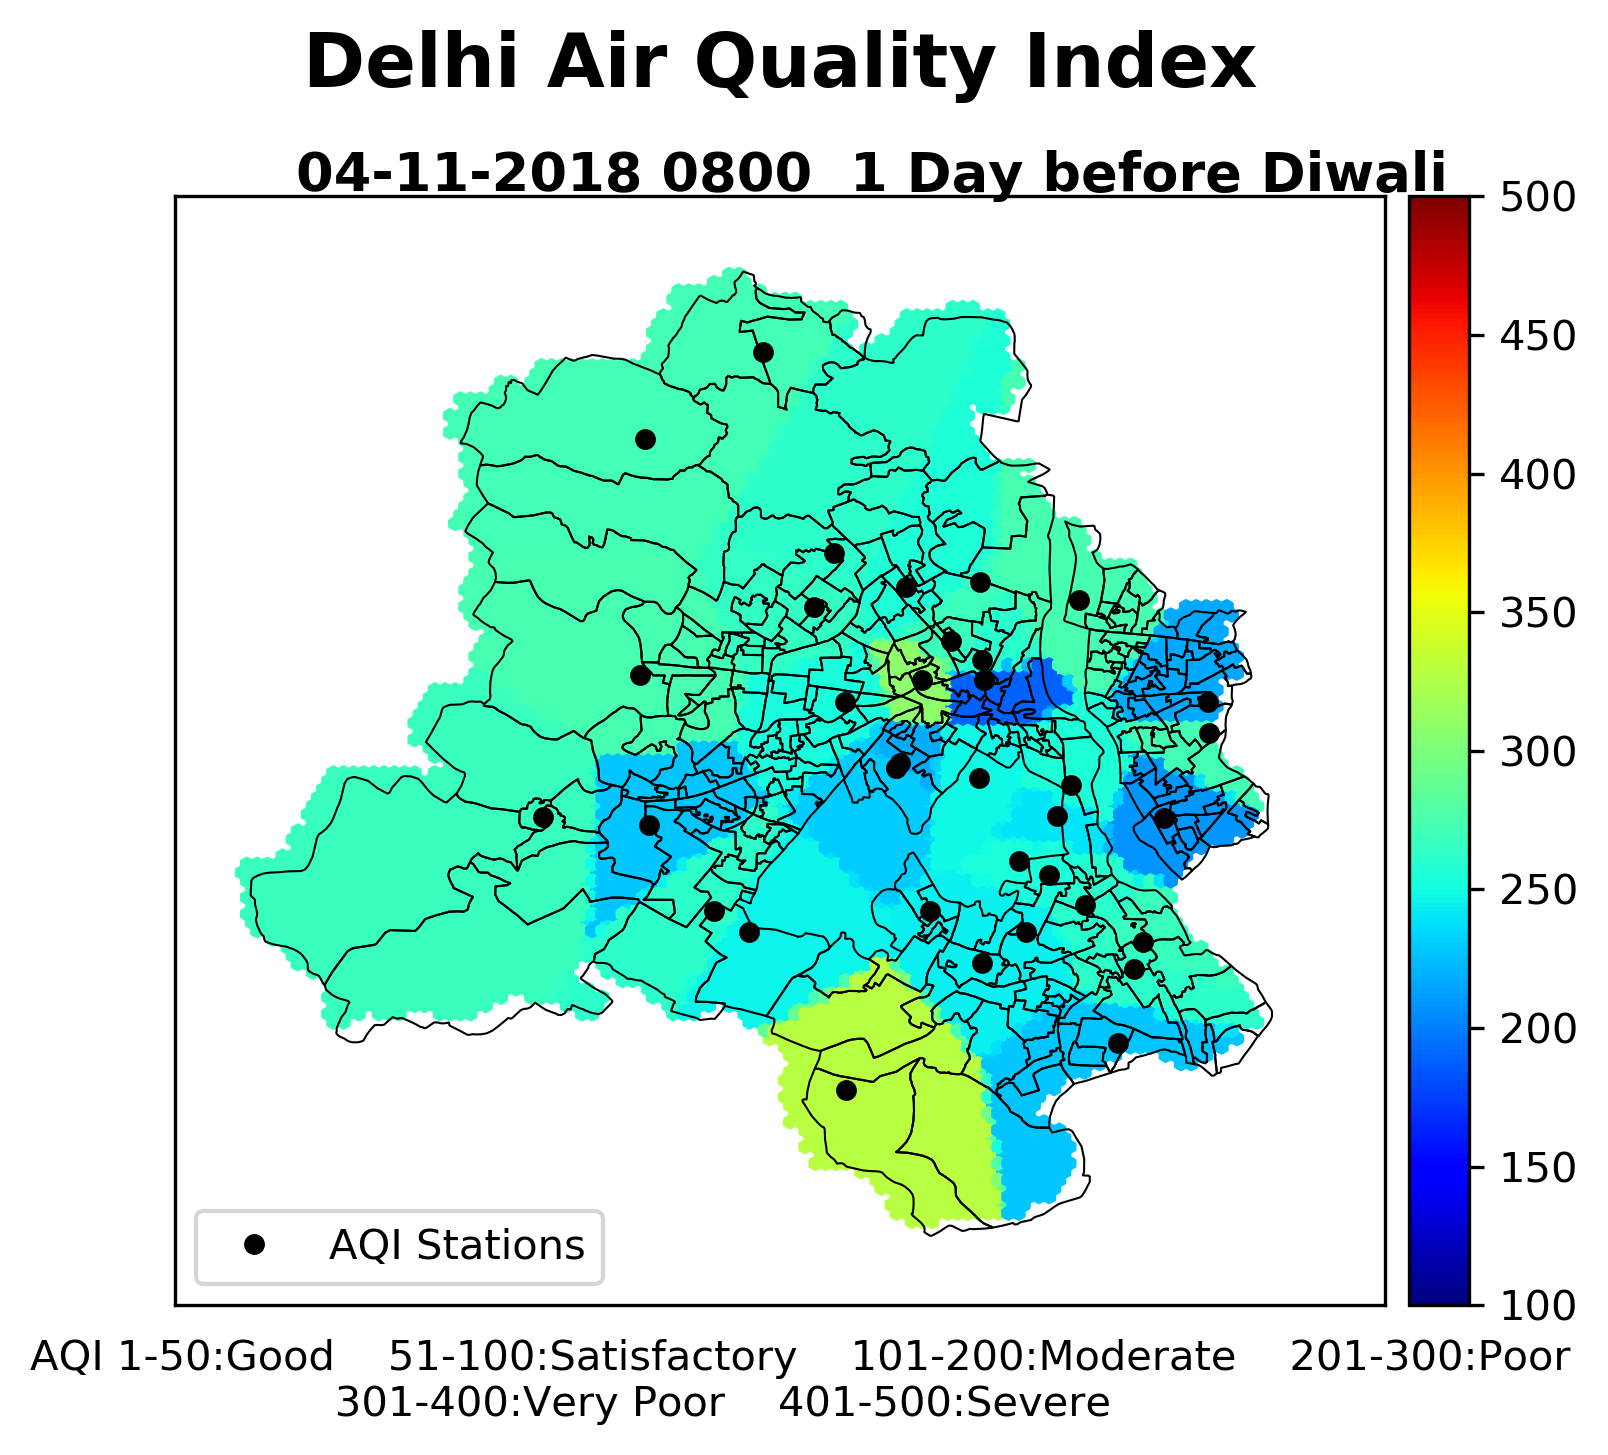 Delhi Air Quality Index
04-11-2018 0800  1 Day before Diwali
500
450
400
350
300
250
200
150
100
AQI Stations
AQI 1-50:Good    51-100:Satisfactory    101-200:Moderate    201-300:Poor
301-400:Very Poor    401-500:Severe